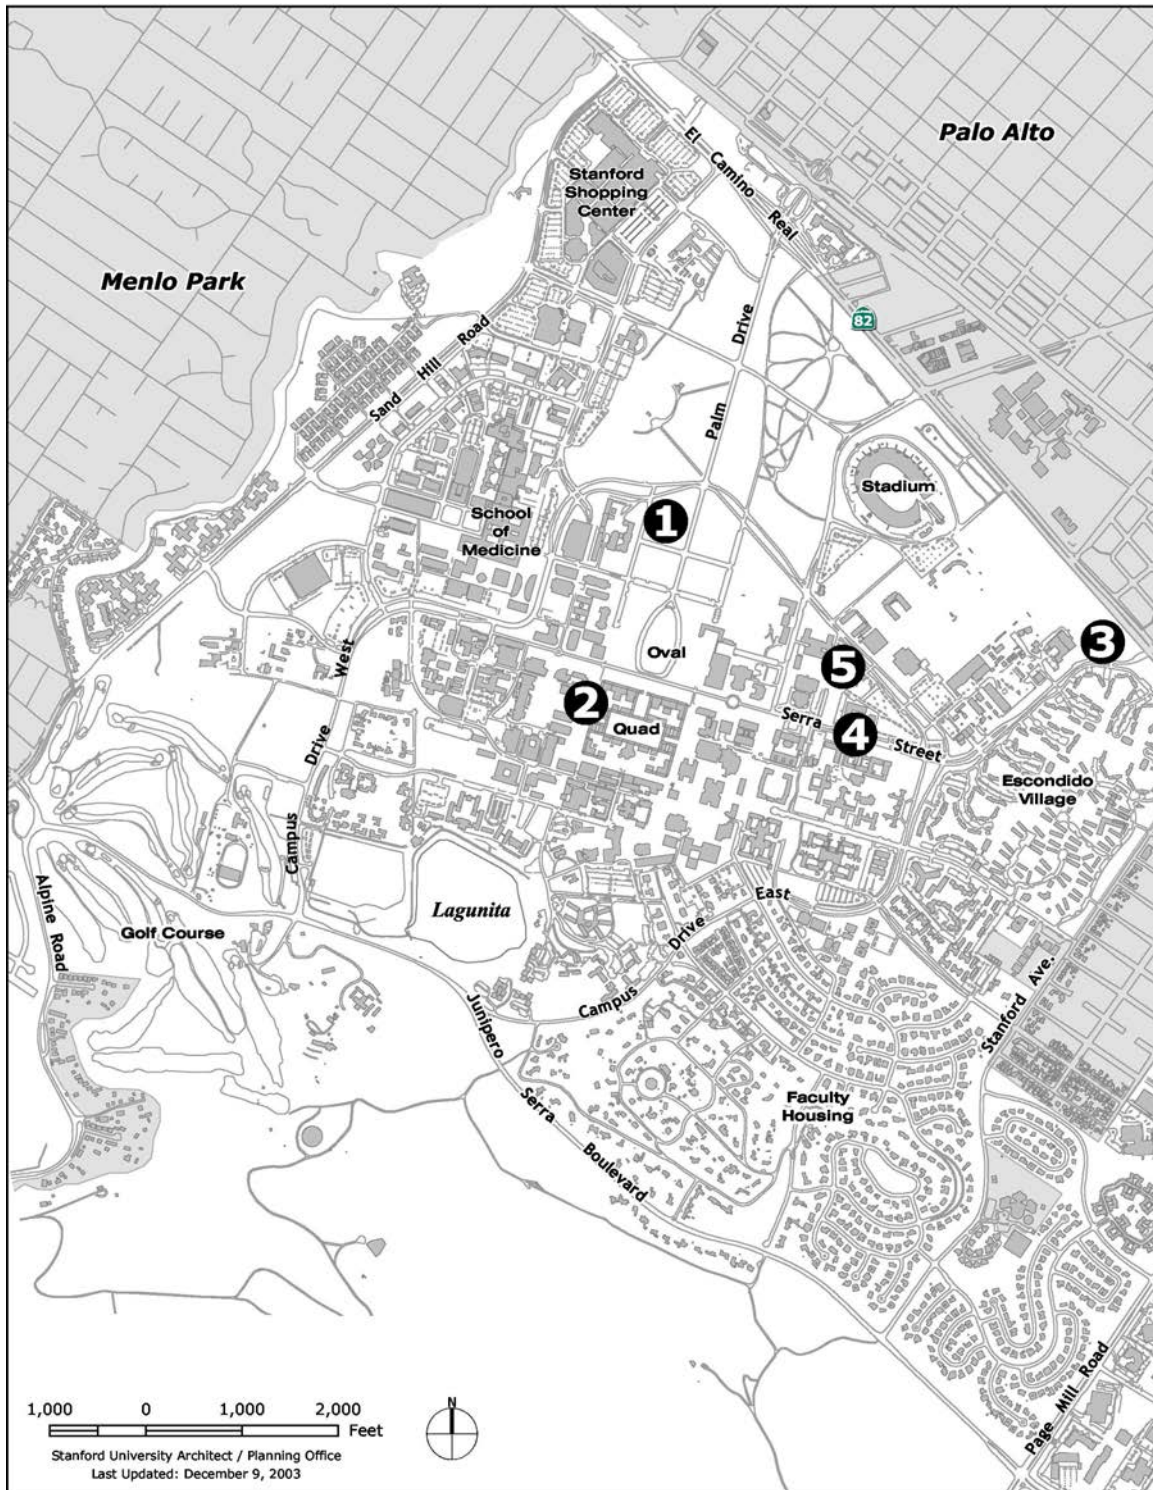 Palo Alto
El Camino Real
Stanford
Shopping
Center
Menlo Park
82
Palm Drive
Sand Hill Road
Stadium
School
of
Medicine
1
Oval
3
5
2
Quad
Serra Street
4
Escondido
Village
Campus Drive West
Lagunita
Golf Course
Alpine Road
Campus Drive East
Stanford Ave.
Junipero Serra Boulevard
Faculty
Housing
Page Mill Road
1,000 0 1,000 2,000
Feet
N
Stanford University Architect / Planning Office
Last Updated: December 9, 2003